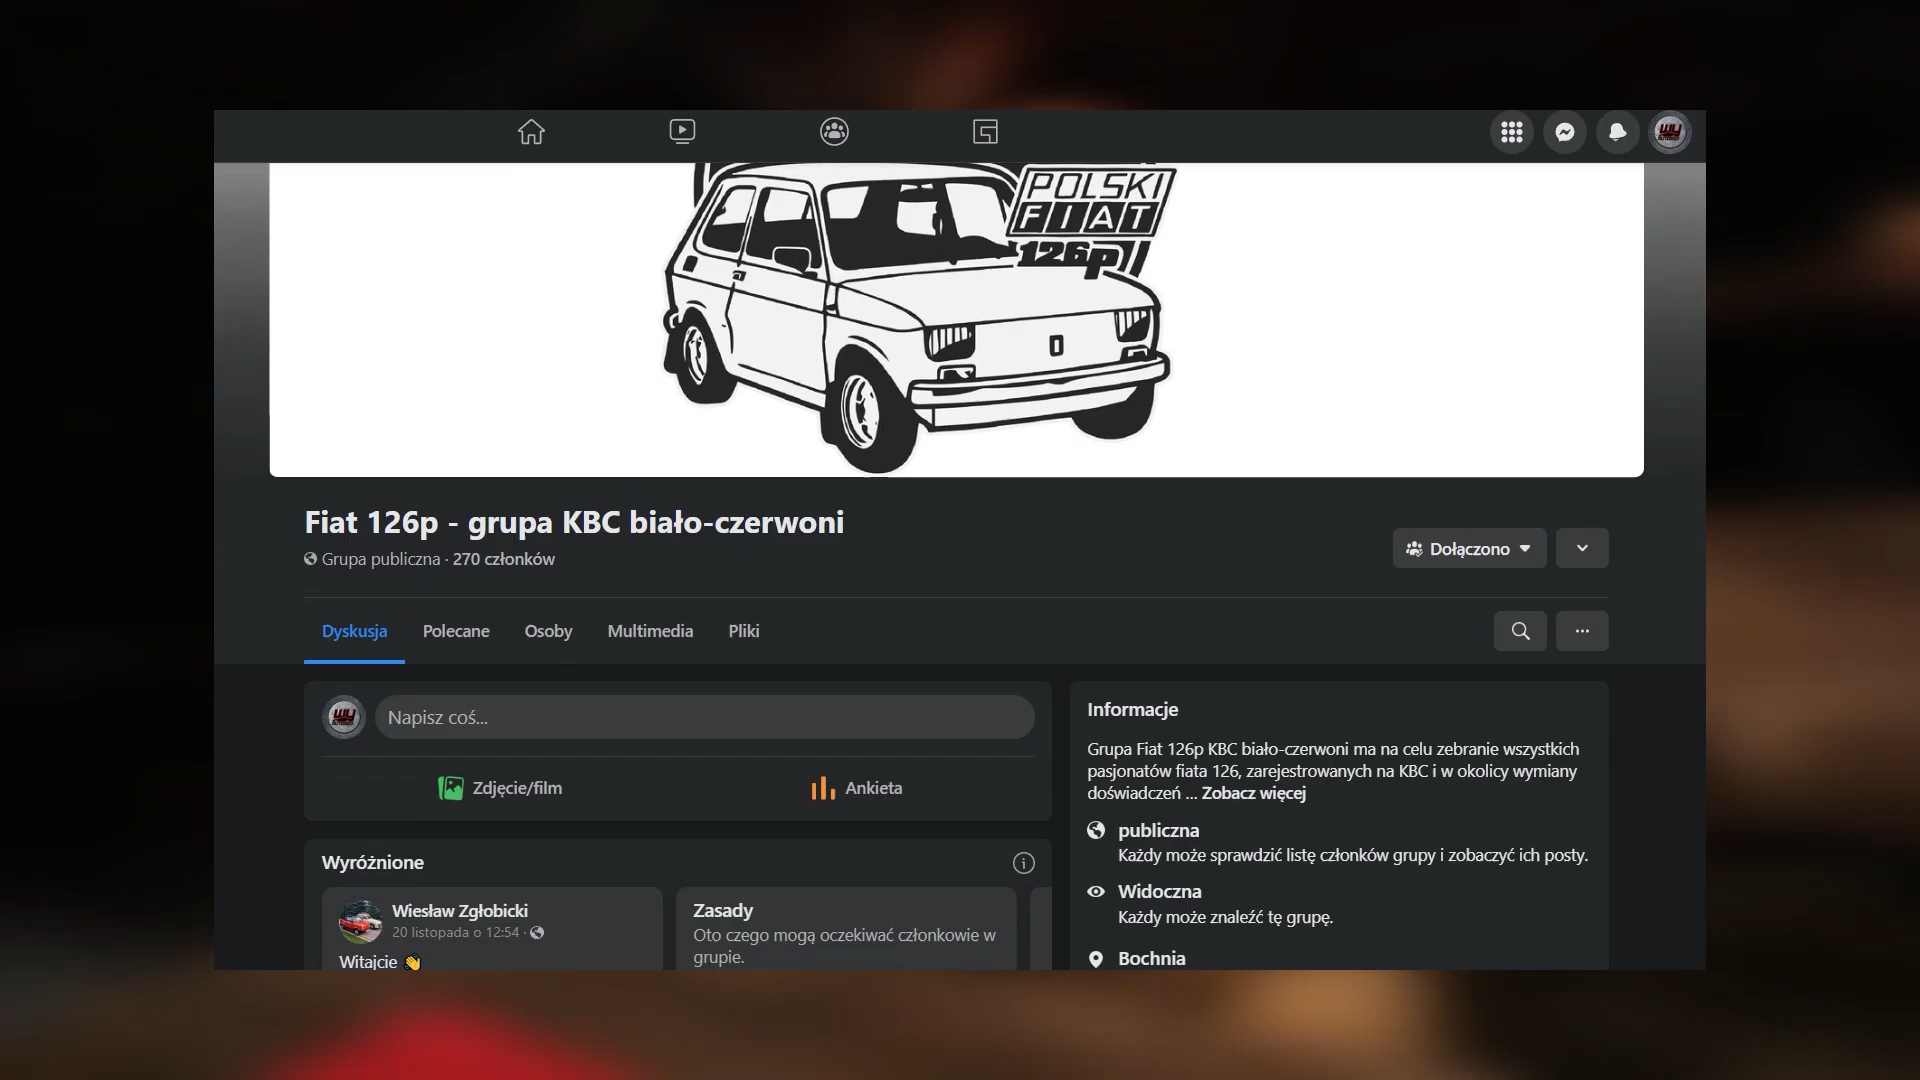 POLSKI
FIAT
126p
Fiat 126p - grupa KBC biało-czerwoni
Grupa publiczna · 270 członków
Dołączono
Dyskusja
Polecane
Osoby
Multimedia
Pliki
Napisz coś...
Zdjęcie/film
Ankieta
Wyróżnione
Wiesław Zgłobicki
20 listopada o 12:54 ·
Witajcie 👋
Zasady
Oto czego mogą oczekiwać członkowie w
grupie.
Informacje
Grupa Fiat 126p KBC biało-czerwoni ma na celu zebranie wszystkich
pasjonatów fiata 126, zarejestrowanych na KBC i w okolicy wymiany
doświadczeń ... Zobacz więcej
publiczna
Każdy może sprawdzić listę członków grupy i zobaczyć ich posty.
Widoczna
Każdy może znaleźć tę grupę.
Bochnia